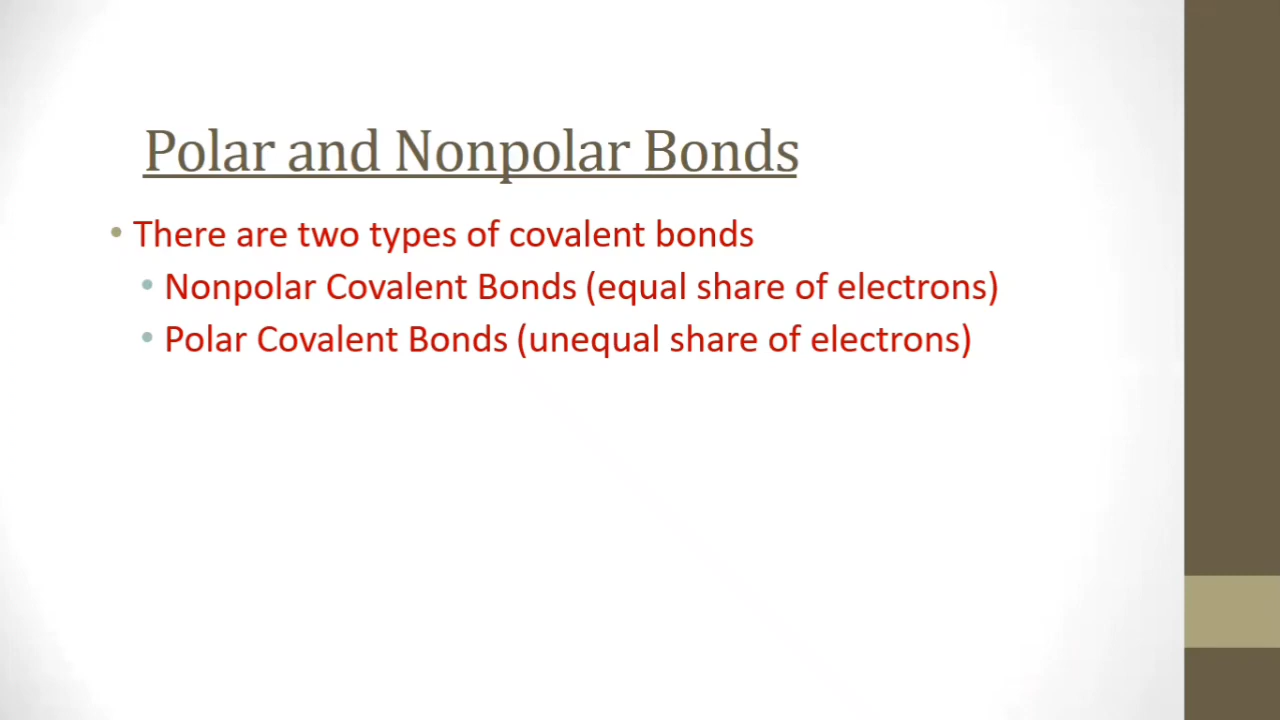 Polar and Nonpolar Bonds
• There are two types of covalent bonds
• Nonpolar Covalent Bonds (equal share of electrons)
• Polar Covalent Bonds (unequal share of electrons)